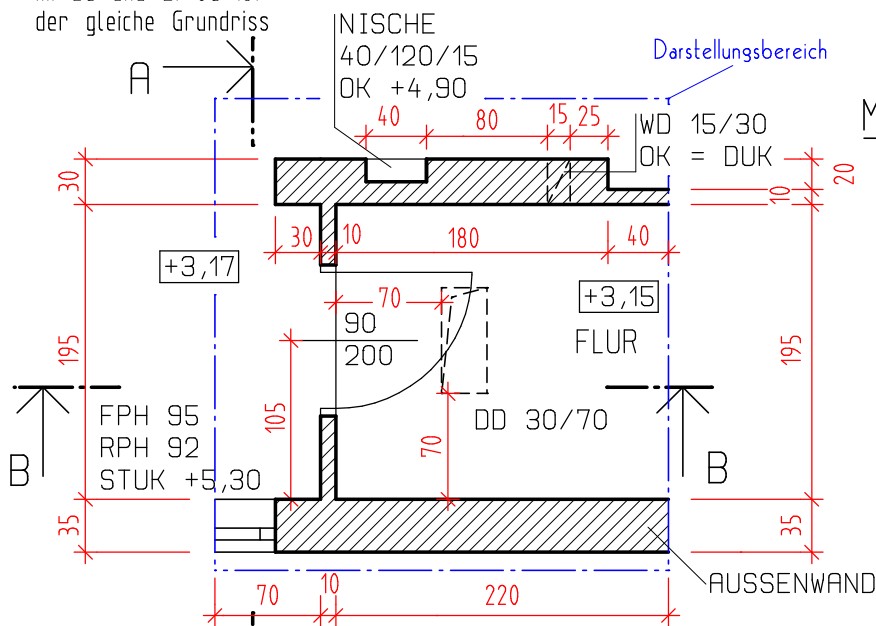 der gleiche Grundriss
NISCHE
40/120/15
OK +4,90
Darstellungsbereich
A
40
80
15
25
WD 15/30
OK = DUK
M
30
20
10
30
10
180
40
+3,17
+3,15
70
90
200
FLUR
195
195
105
FPH 95
RPH 92
STUK +5,30
DD 30/70
70
B
B
35
35
AUSSENWAND
70
10
220